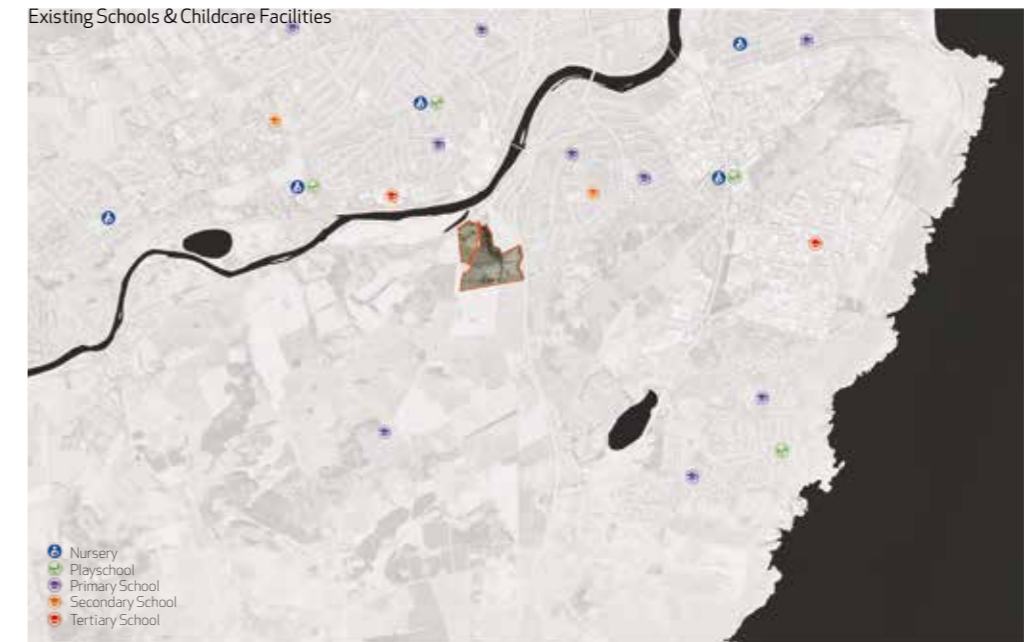 Existing Schools & Childcare Facilities
Nursery
Playschool
Primary School
Secondary School
Tertiary School